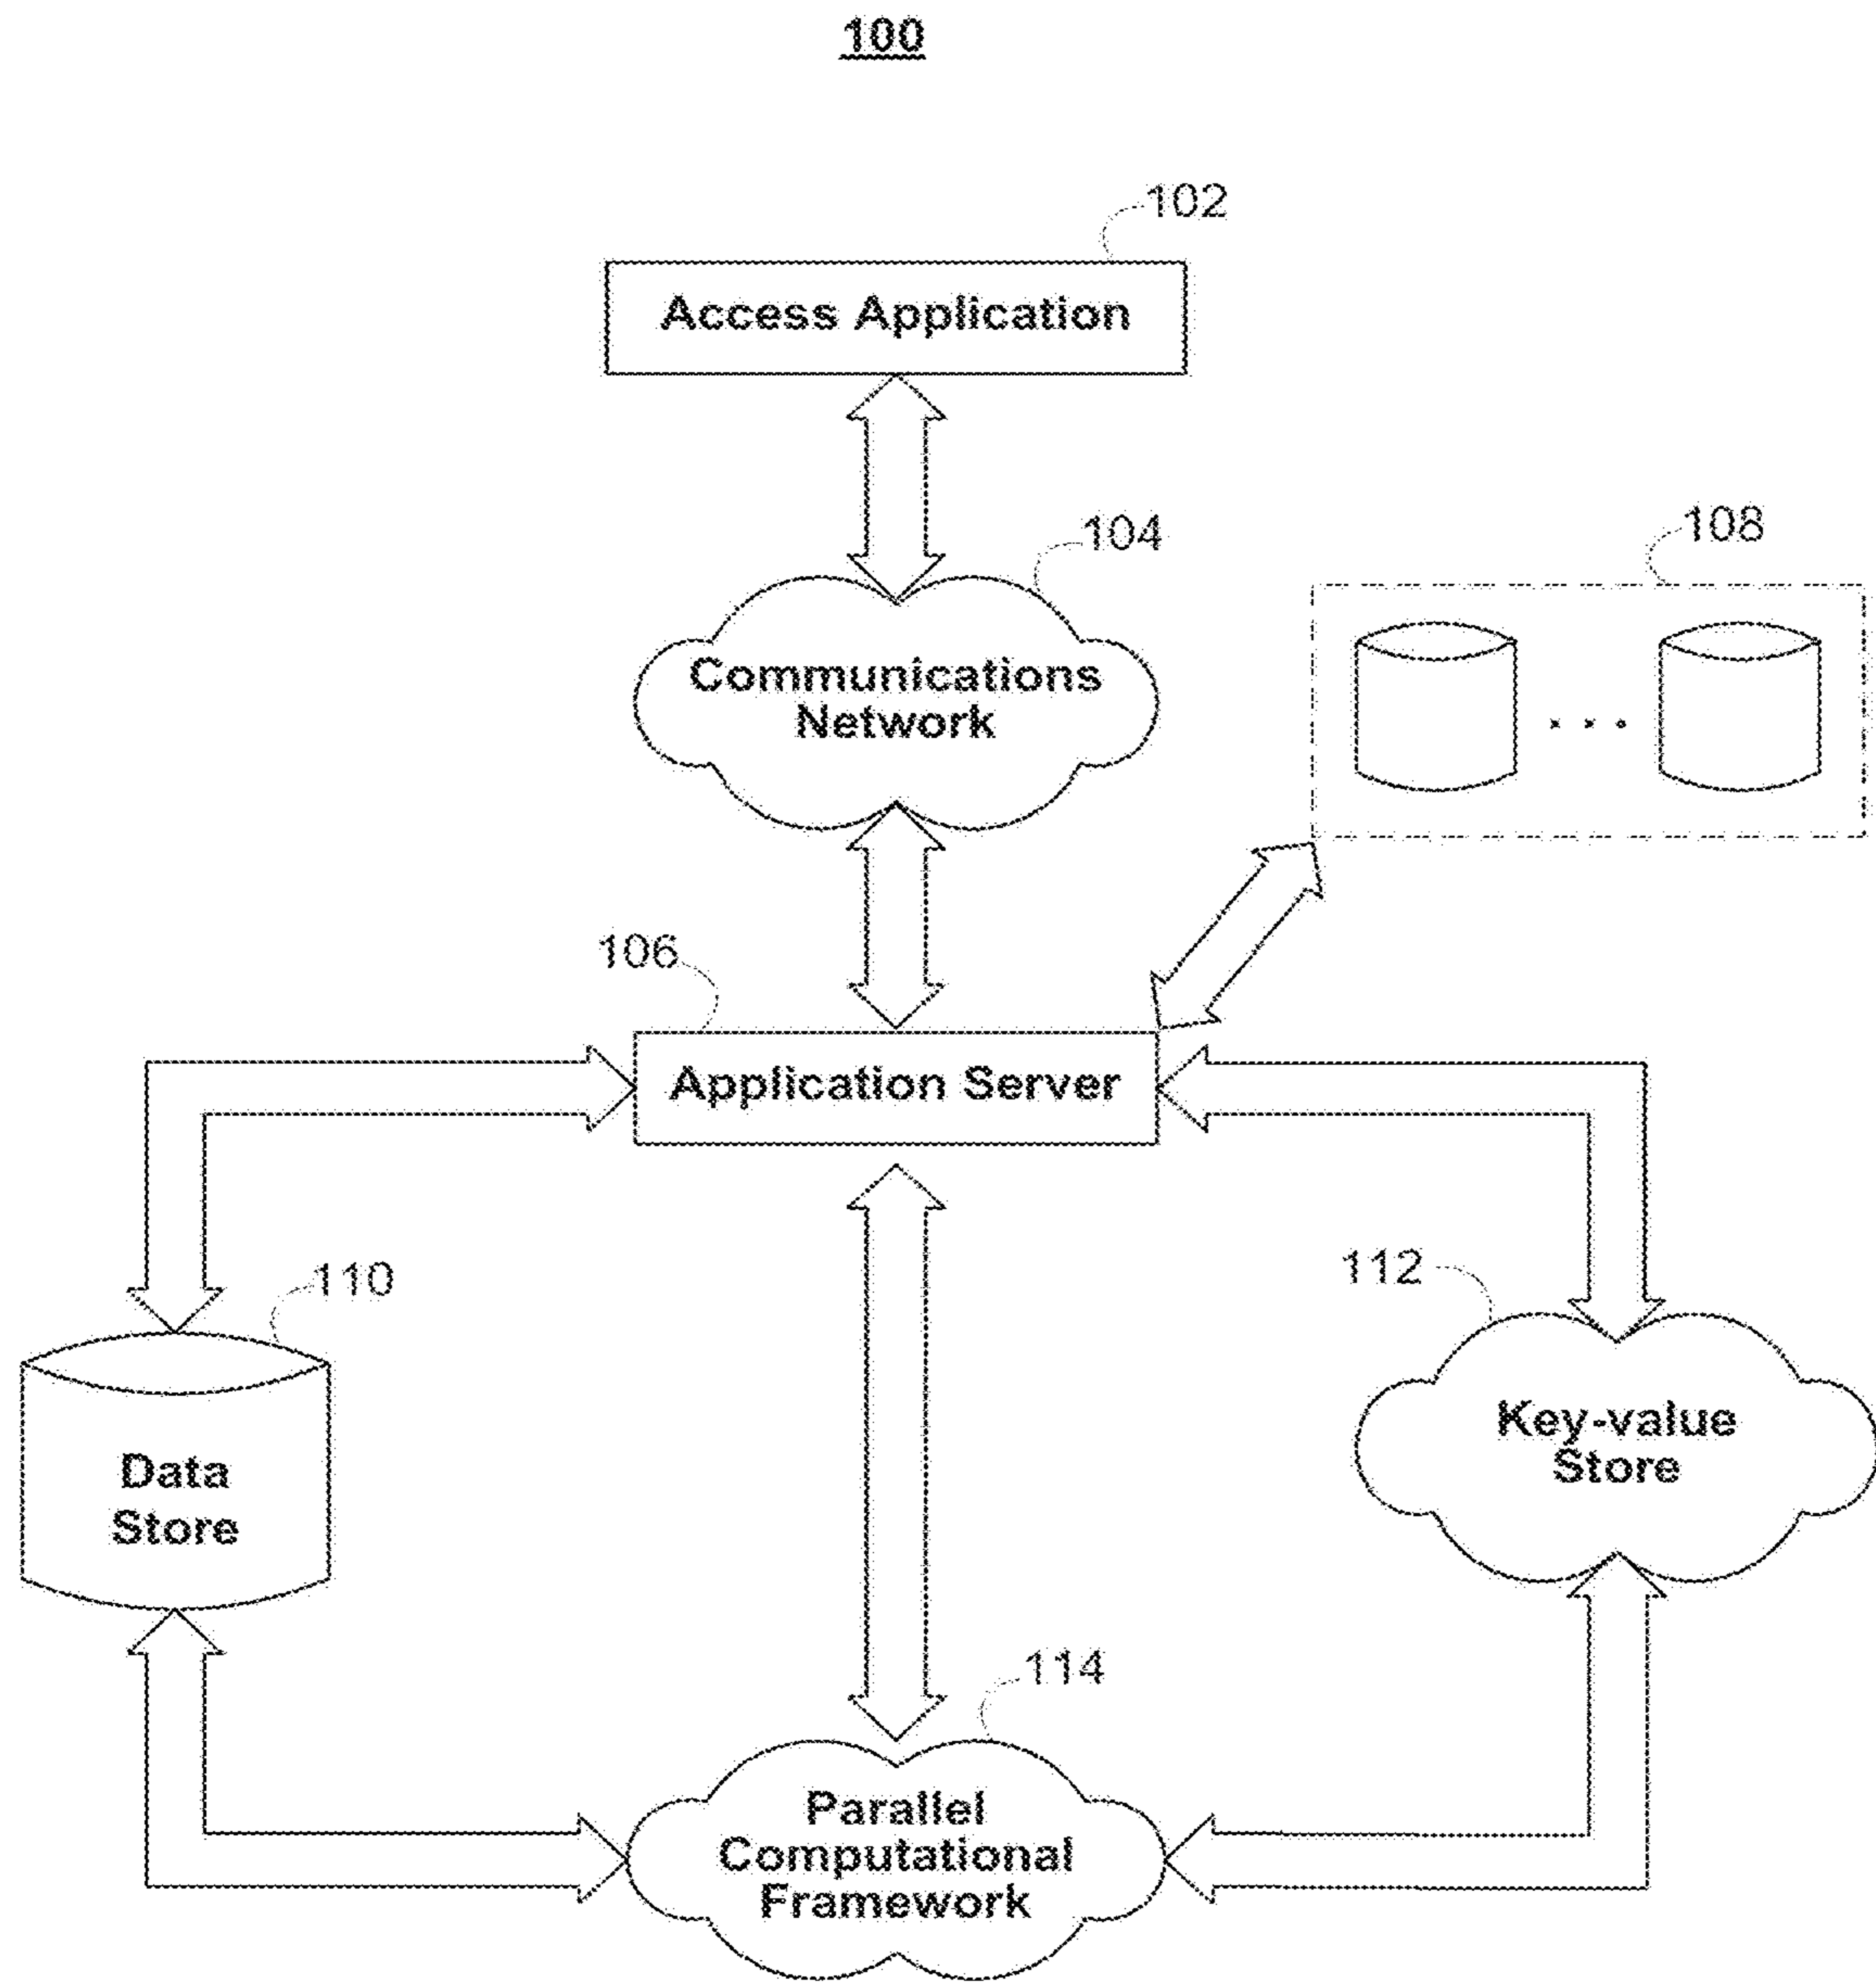 100
102
Access Application
104
108
Communications
Network
. . .
106
Application Server
110
112
Data
Store
Key-value
Store
114
Parallel
Computational
Framework